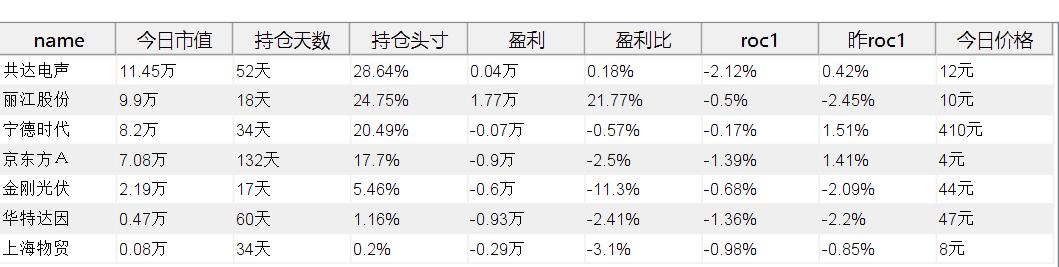 name 今日市值 持仓天数 持仓头寸 盈利 盈利比 roc1 昨roc1 今日价格
共达电声 11.45万 52天 28.64% 0.04万 0.18% -2.12% 0.42% 12元
丽江股份 9.9万 18天 24.75% 1.77万 21.77% -0.5% -2.45% 10元
宁德时代 8.2万 34天 20.49% -0.07万 -0.57% -0.17% 1.51% 410元
京东方Ａ 7.08万 132天 17.7% -0.9万 -2.5% -1.39% 1.41% 4元
金刚光伏 2.19万 17天 5.46% -0.6万 -11.3% -0.68% -2.09% 44元
华特达因 0.47万 60天 1.16% -0.93万 -2.41% -1.36% -2.2% 47元
上海物贸 0.08万 34天 0.2% -0.29万 -3.1% -0.98% -0.85% 8元